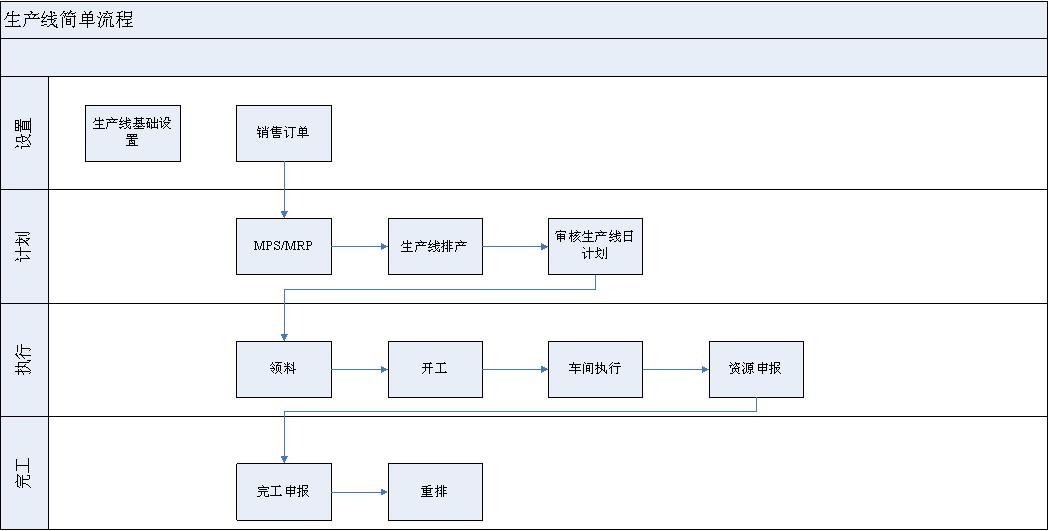 生产线简单流程
设置
生产线基础设
置
销售订单
计划
MPS/MRP
生产线排产
审核生产线日
计划
执行
领料
开工
车间执行
资源申报
完工
完工申报
重排